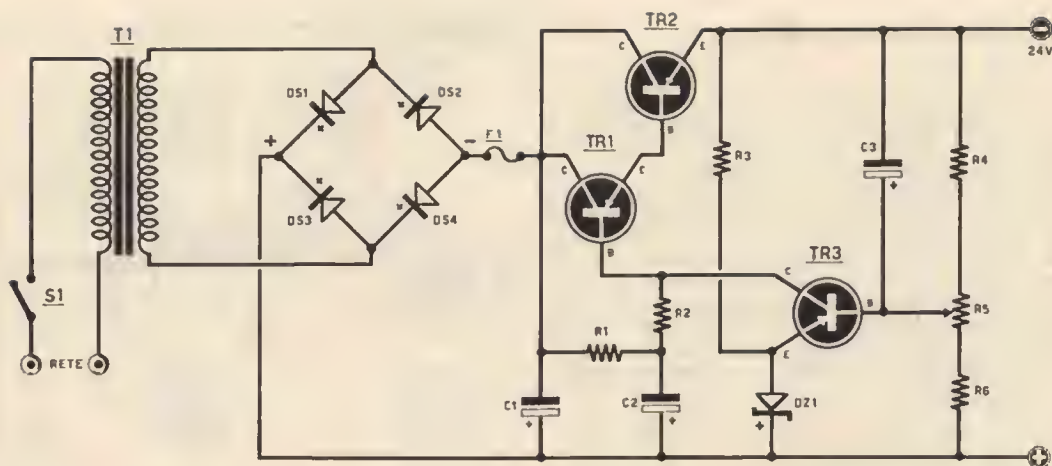 T1
TR2
C
E
24V
DS1
DS2
+
-
F1
TR1
R3
C3
R4
C
E
B
DS3
DS4
+
B
TR3
S1
C
R2
B
R5
R1
E
RETE
C1
C2
DZ1
R6
+
+
+
+